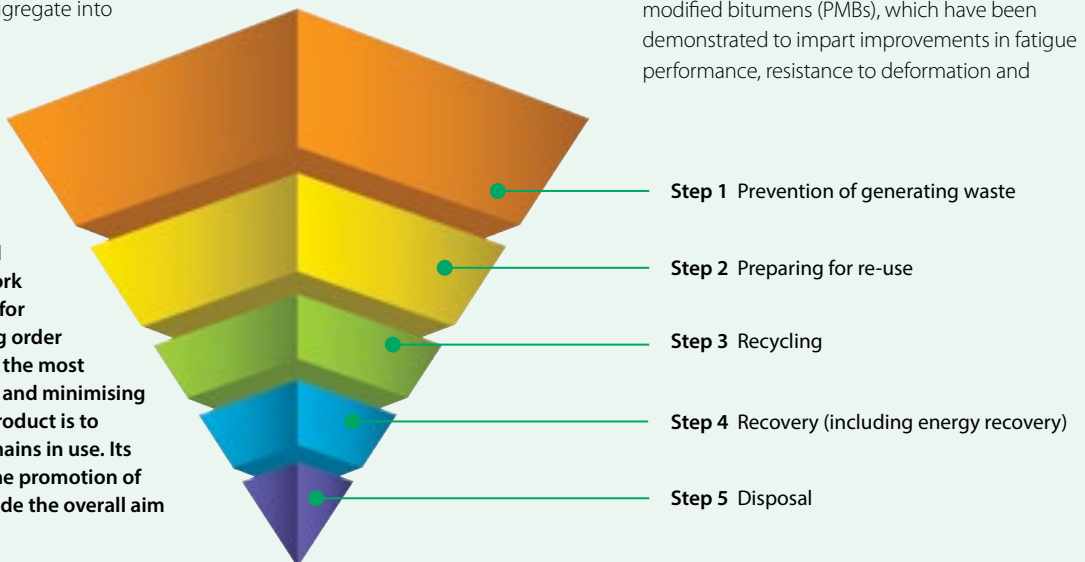 gregate into
modified bitumens (PMBs), which have been
demonstrated to impart improvements in fatigue
performance, resistance to deformation and
Step 1 Prevention of generating waste
Step 2 Preparing for re-use
Step 3 Recycling
Step 4 Recovery (including energy recovery)
Step 5 Disposal
rk
for
g order
the most
and minimising
roduct is to
ains in use. Its
ne promotion of
de the overall aim